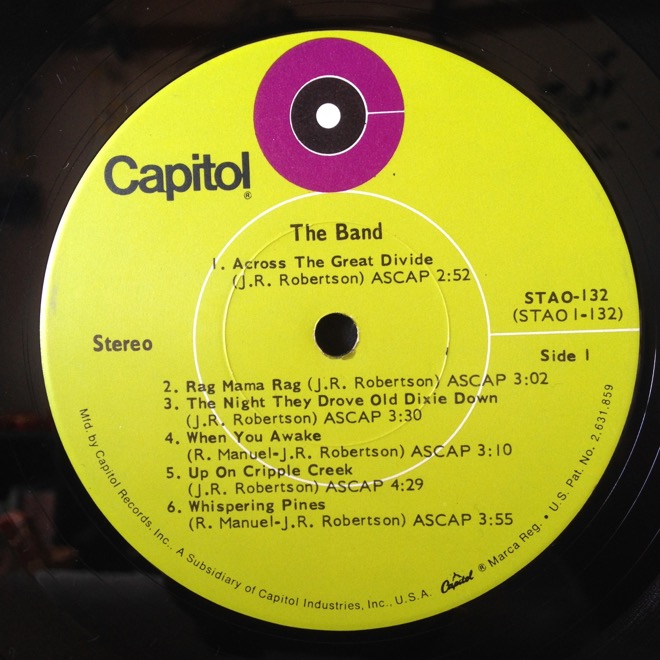 Capitol®
The Band
1. Across The Great Divide
(J.R. Robertson) ASCAP 2:52
STAO-132
(STAO 1-132)
Stereo
Side 1
2. Rag Mama Rag (J.R. Robertson) ASCAP 3:02
3. The Night They Drove Old Dixie Down
(J.R. Robertson) ASCAP 3:30
4. When You Awake
(R. Manuel-J.R. Robertson) ASCAP 3:10
5. Up On Cripple Creek
(J.R. Robertson) ASCAP 4:29
6. Whispering Pines
(R. Manuel-J.R. Robertson) ASCAP 3:55
Mfd. by Capitol Records, Inc., A Subsidiary of Capitol Industries, Inc., U.S.A. Capitol ® Marca Reg. • U.S. Pat. No. 2,631,859